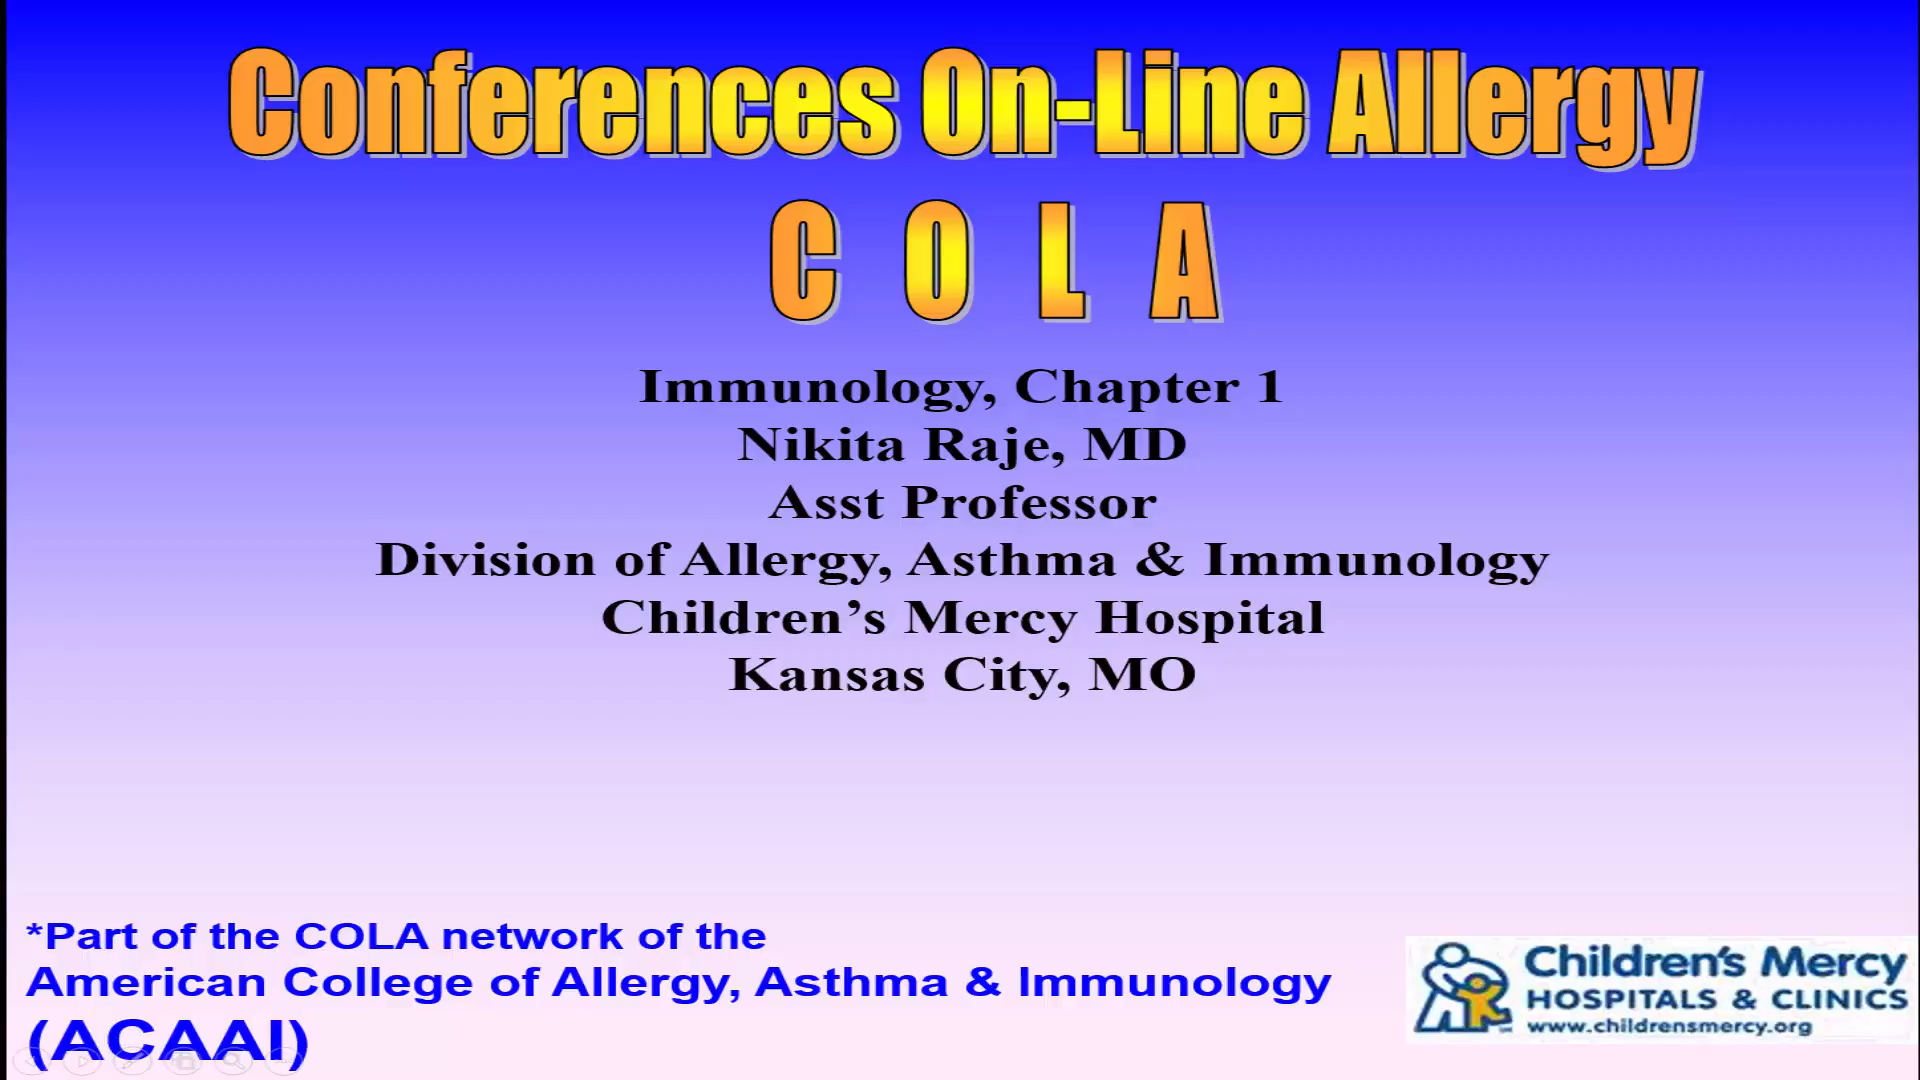 Conferences On-Line Allergy
C O L A
Immunology, Chapter 1
Nikita Raje, MD
Asst Professor
Division of Allergy, Asthma & Immunology
Children’s Mercy Hospital
Kansas City, MO
*Part of the COLA network of the
American College of Allergy, Asthma & Immunology
(ACAAI)
Children's Mercy
HOSPITALS & CLINICS
www.childrensmercy.org